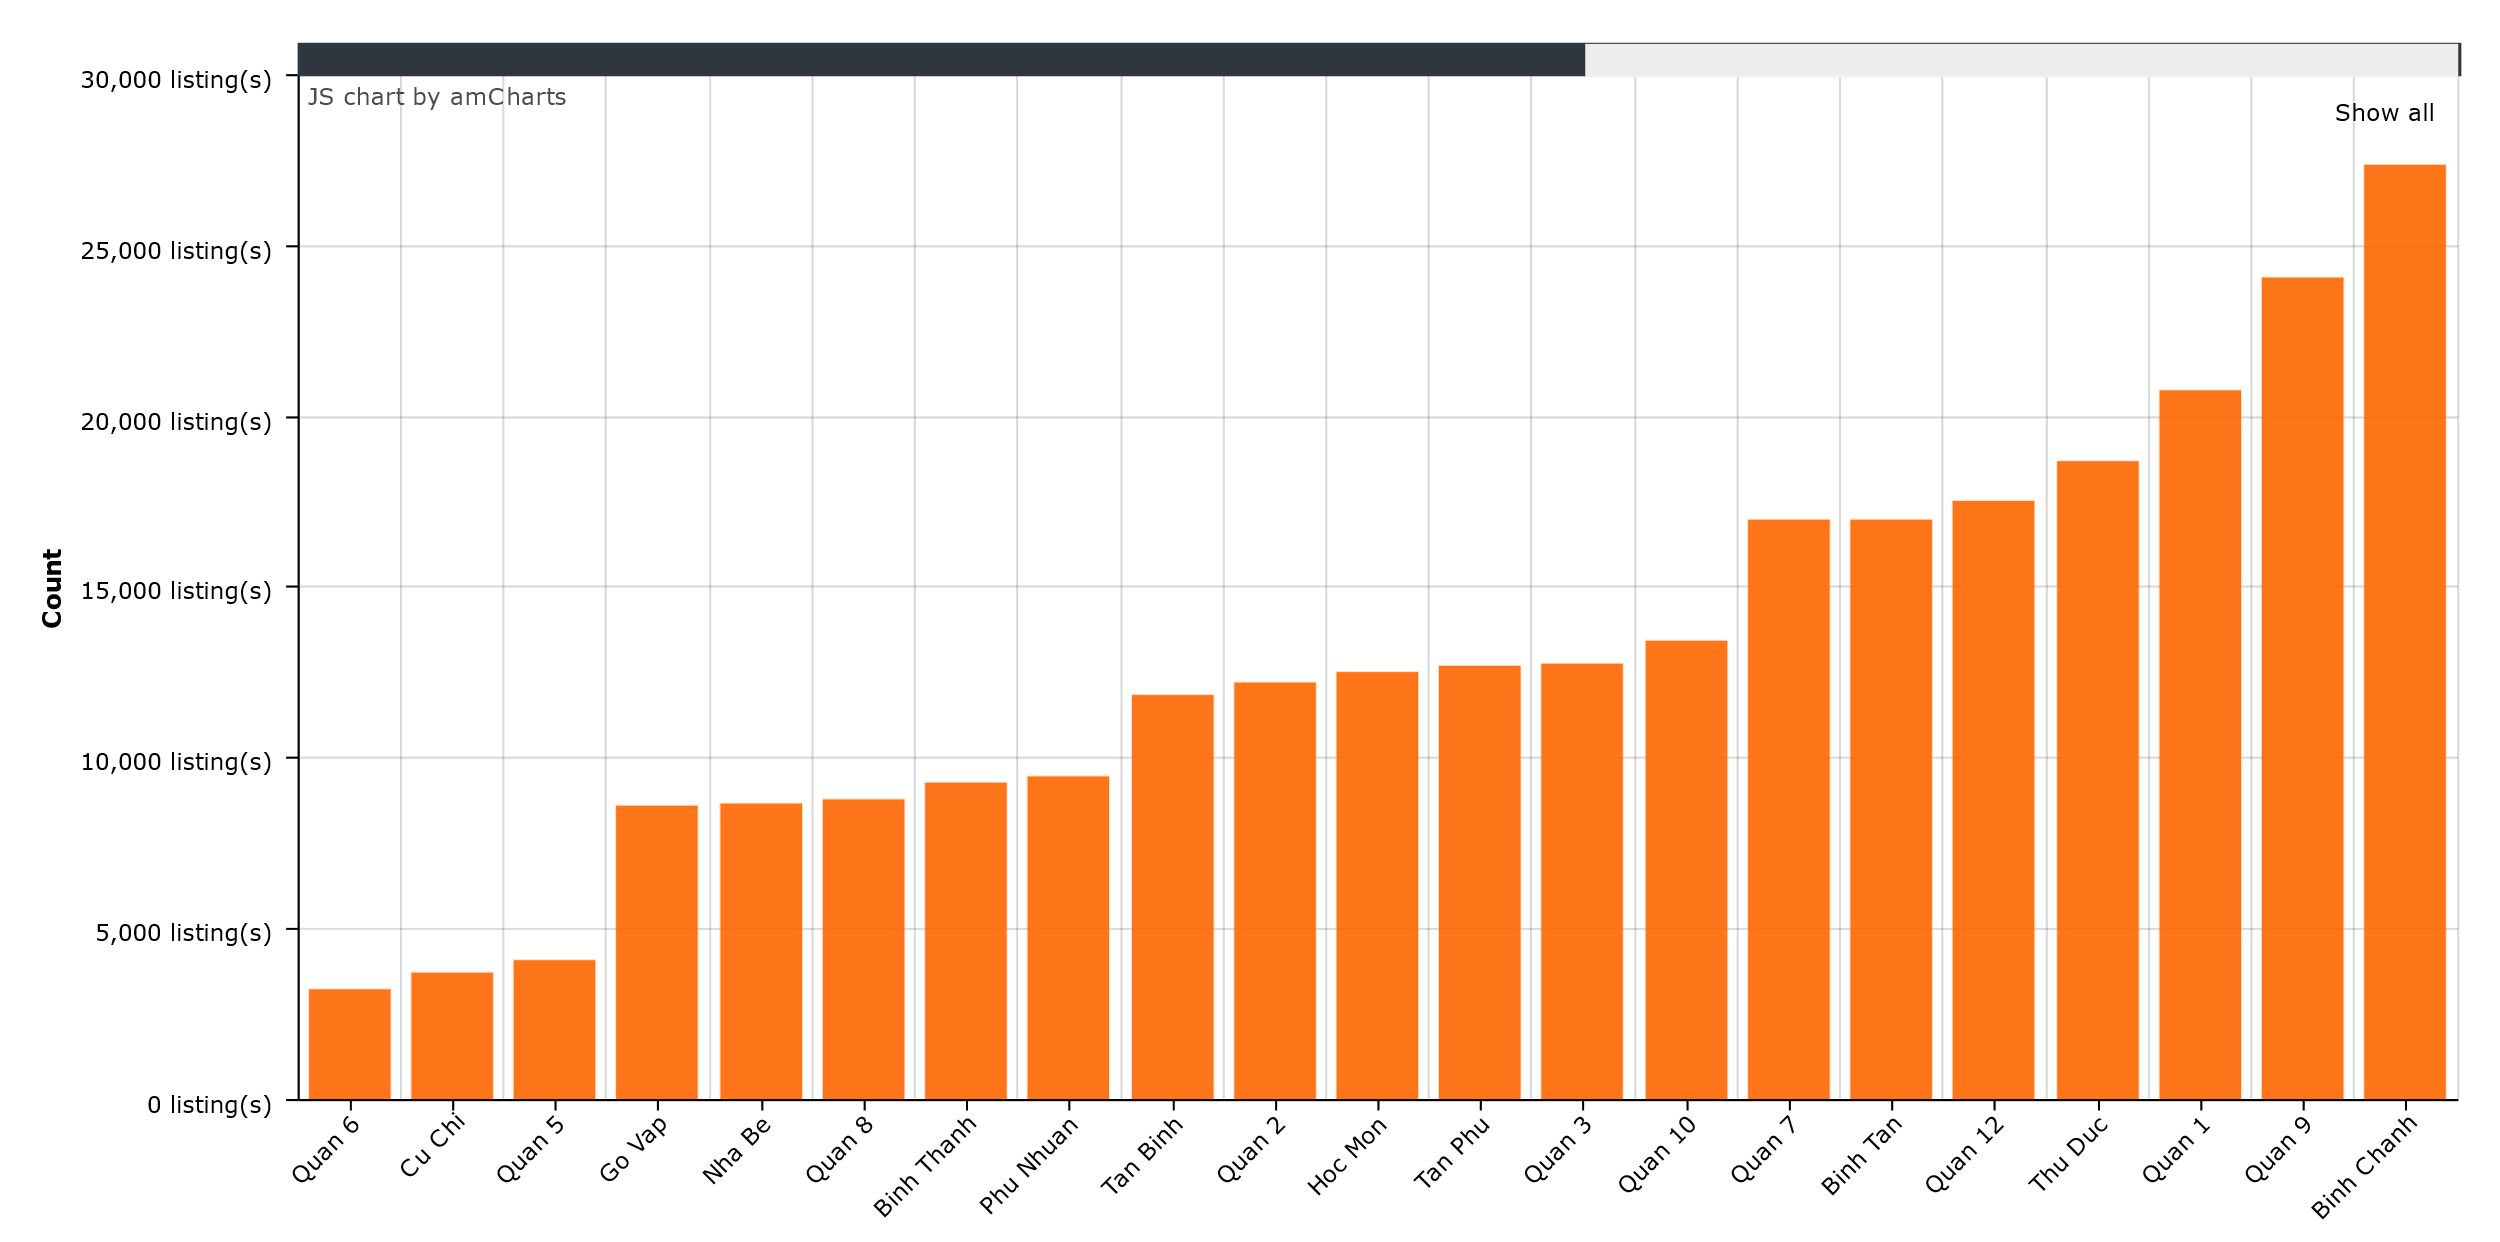 30,000 listing(s)
JS chart by amCharts
Show all
25,000 listing(s)
20,000 listing(s)
15,000 listing(s)
Count
10,000 listing(s)
5,000 listing(s)
0 listing(s)
Quan 6
Cu Chi
Quan 5
Go Vap
Nha Be
Quan 8
Binh Thanh
Phu Nhuan
Tan Binh
Quan 2
Hoc Mon
Tan Phu
Quan 3
Quan 10
Quan 7
Binh Tan
Quan 12
Thu Duc
Quan 1
Quan 9
Binh Chanh